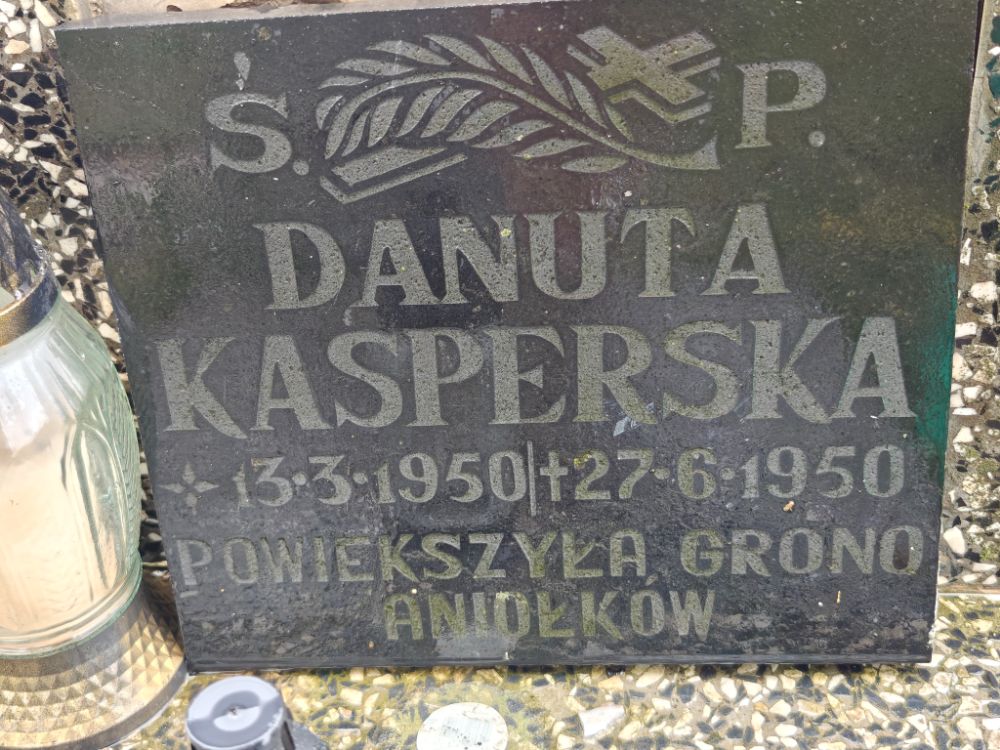 Ś. P.
DANUTA
KASPERSKA
13·3·1950 | † 27·6·1950
POWIEKSZYŁA GRONO
ANIOŁKÓW